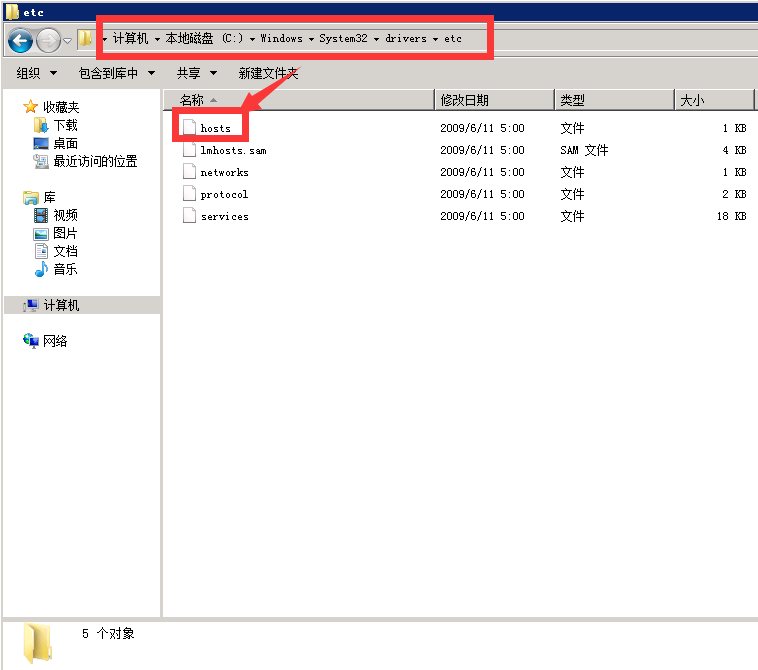 etc
计算机 本地磁盘 (C:) Windows System32 drivers etc
组织 包含到库中 共享 新建文件夹
名称 修改日期 类型 大小
收藏夹
下载
桌面
最近访问的位置
库
视频
图片
文档
音乐
计算机
网络
hosts 2009/6/11 5:00 文件 1 KB
lmhosts.sam 2009/6/11 5:00 SAM 文件 4 KB
networks 2009/6/11 5:00 文件 1 KB
protocol 2009/6/11 5:00 文件 2 KB
services 2009/6/11 5:00 文件 18 KB
5 个对象